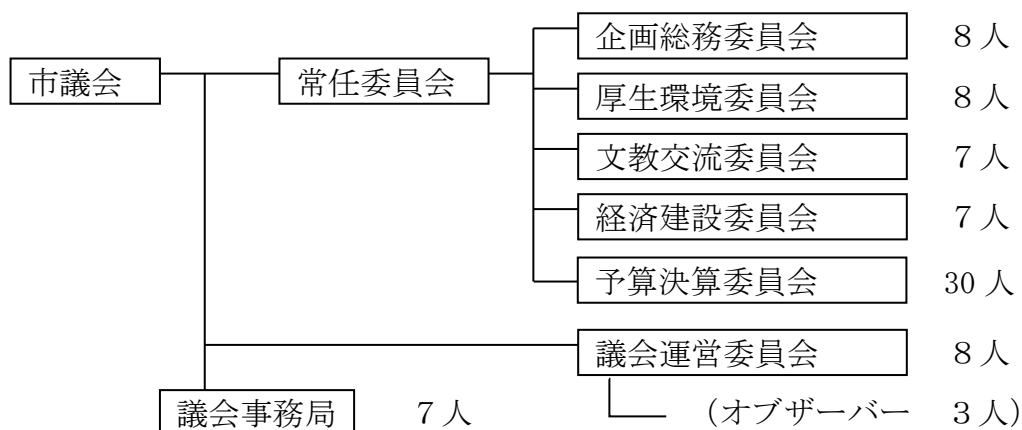 企画総務委員会 8人
市議会 常任委員会
厚生環境委員会 8人
文教交流委員会 7人
経済建設委員会 7人
予算決算委員会 30人
議会運営委員会 8人
議会事務局 7人 (オブザーバー 3人)